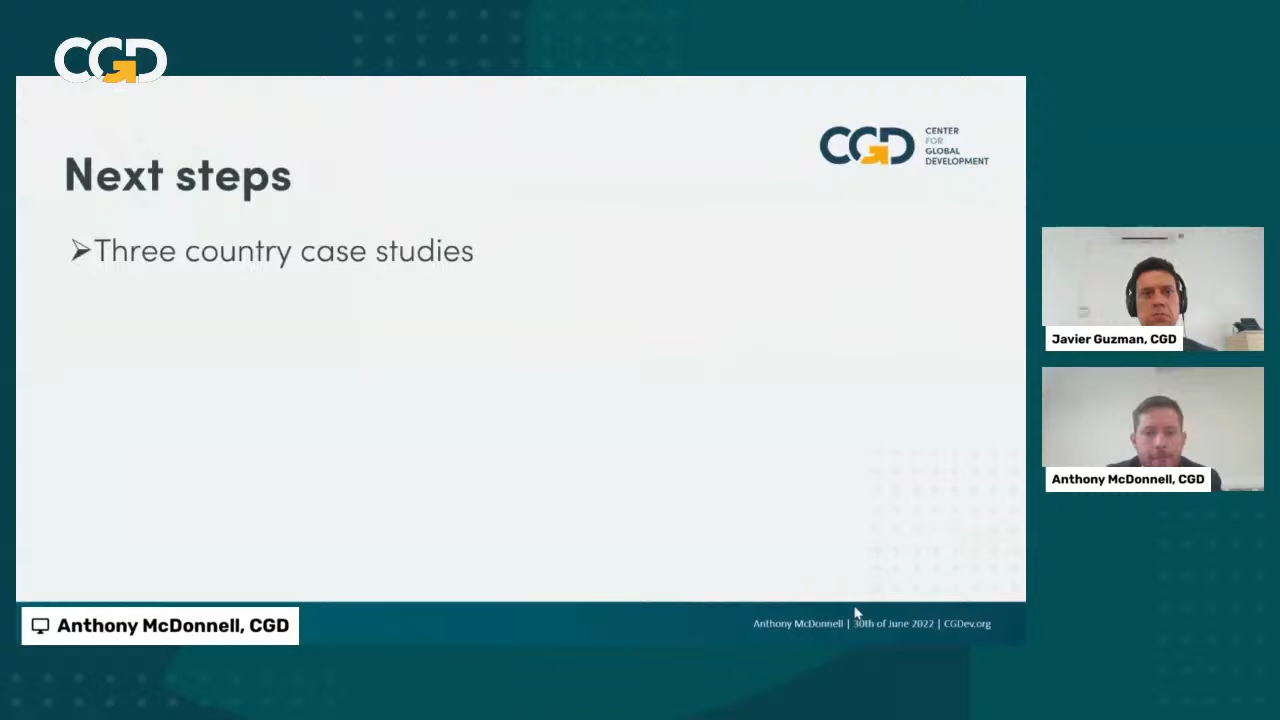 CGD
CGD
CENTER
FOR
GLOBAL
DEVELOPMENT
Next steps
➢Three country case studies
Javier Guzman, CGD
Anthony McDonnell, CGD
Anthony McDonnell, CGD
Anthony McDonnell | 30th of June 2022 | CGDev.org